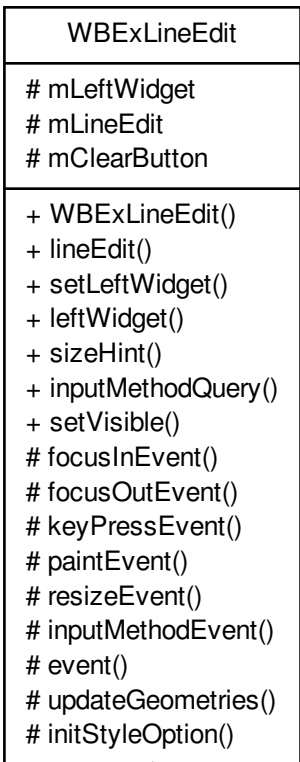 WBExLineEdit
# mLeftWidget
# mLineEdit
# mClearButton
+ WBExLineEdit()
+ lineEdit()
+ setLeftWidget()
+ leftWidget()
+ sizeHint()
+ inputMethodQuery()
+ setVisible()
# focusInEvent()
# focusOutEvent()
# keyPressEvent()
# paintEvent()
# resizeEvent()
# inputMethodEvent()
# event()
# updateGeometries()
# initStyleOption()